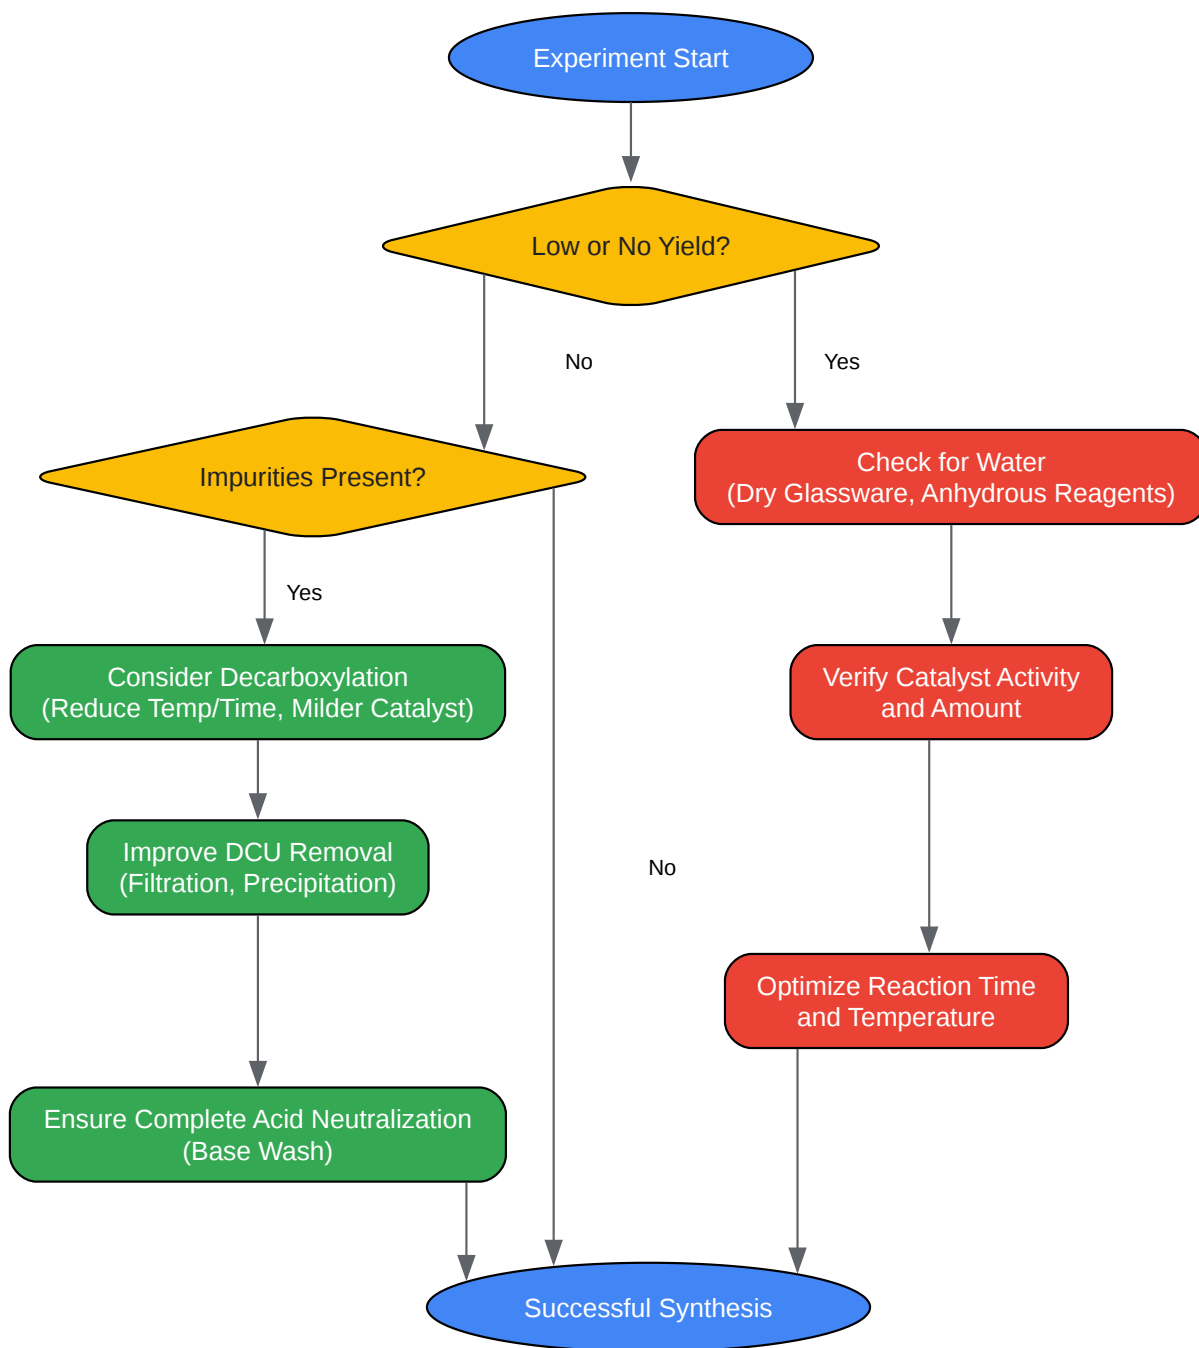 Experiment Start
Low or No Yield?
No
Yes
Check for Water
(Dry Glassware, Anhydrous Reagents)
Impurities Present?
Yes
Consider Decarboxylation
(Reduce Temp/Time, Milder Catalyst)
Verify Catalyst Activity
and Amount
Improve DCU Removal
(Filtration, Precipitation)
No
Optimize Reaction Time
and Temperature
Ensure Complete Acid Neutralization
(Base Wash)
Successful Synthesis